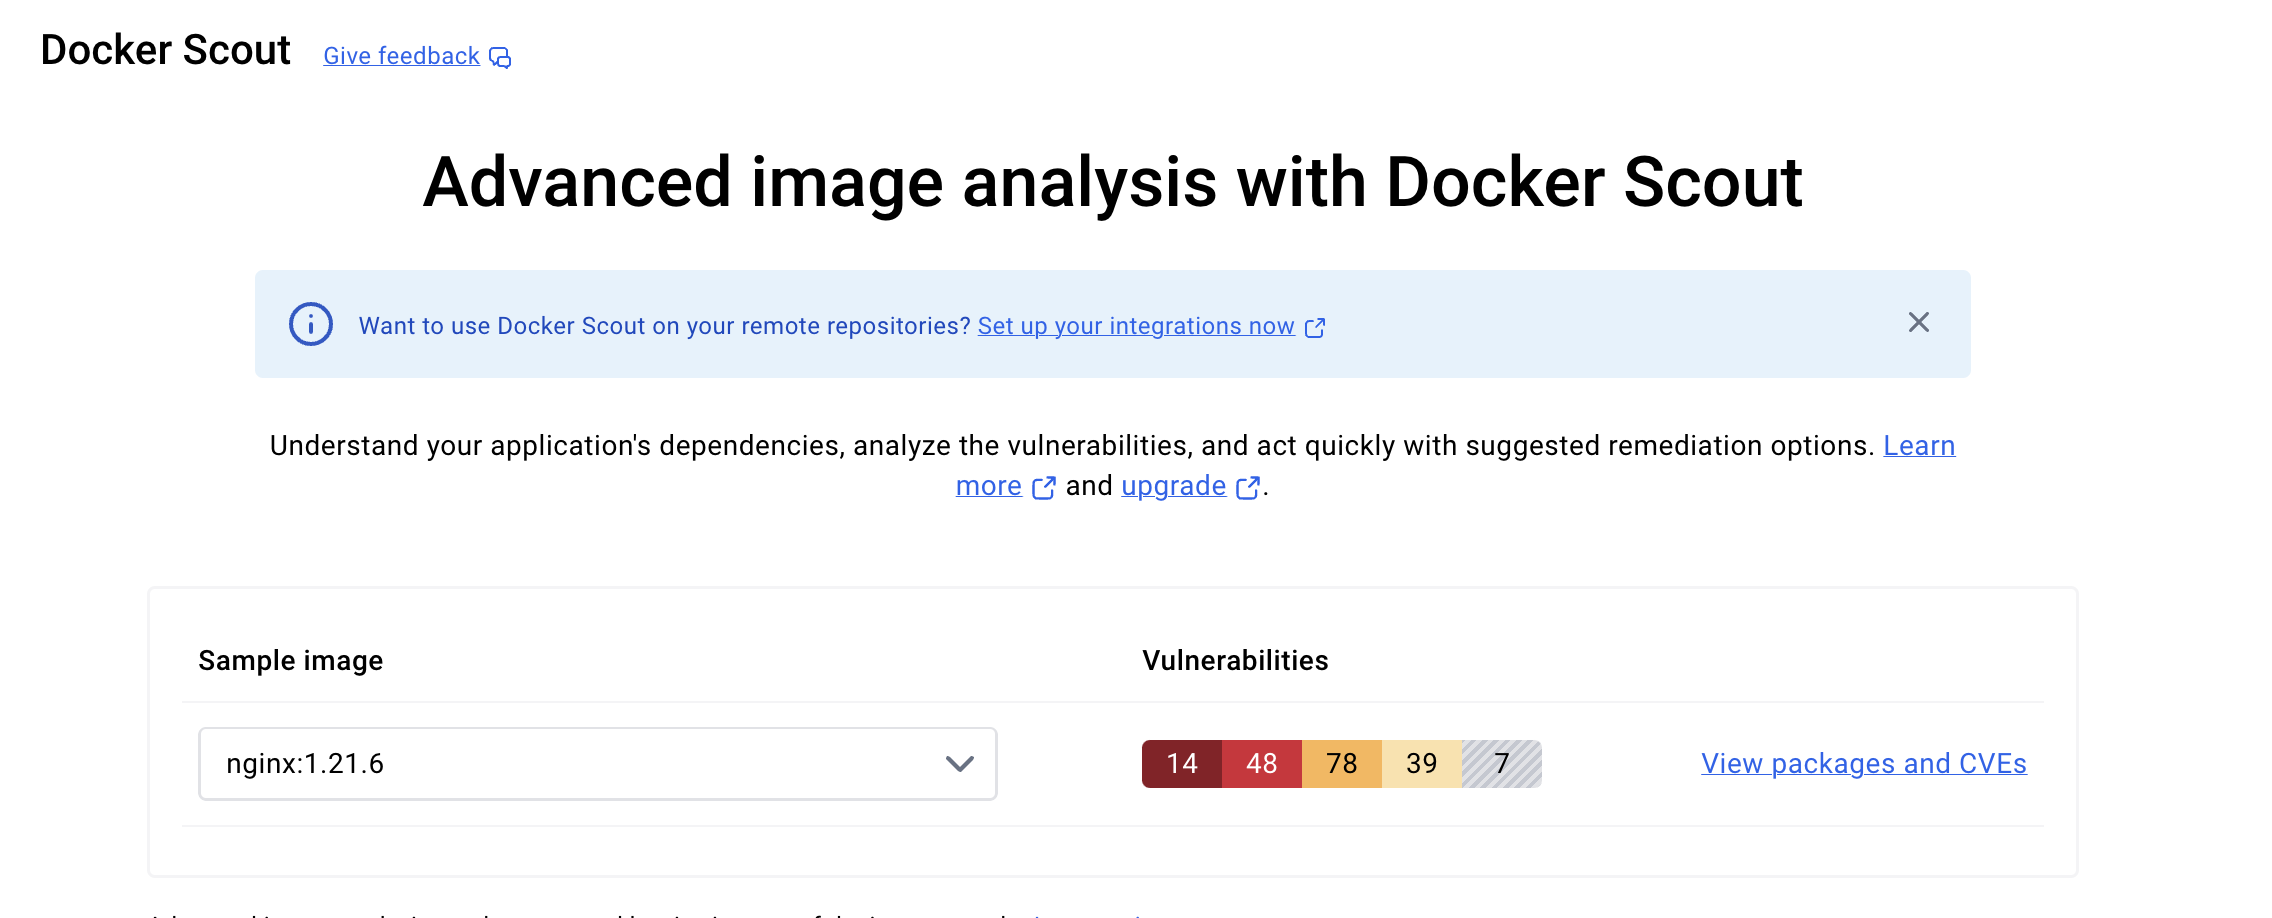 Docker Scout Give feedback
Advanced image analysis with Docker Scout
Want to use Docker Scout on your remote repositories? Set up your integrations now
Understand your application's dependencies, analyze the vulnerabilities, and act quickly with suggested remediation options. Learn
more and upgrade.
Sample image Vulnerabilities
nginx:1.21.6 14 48 78 39 7 View packages and CVEs